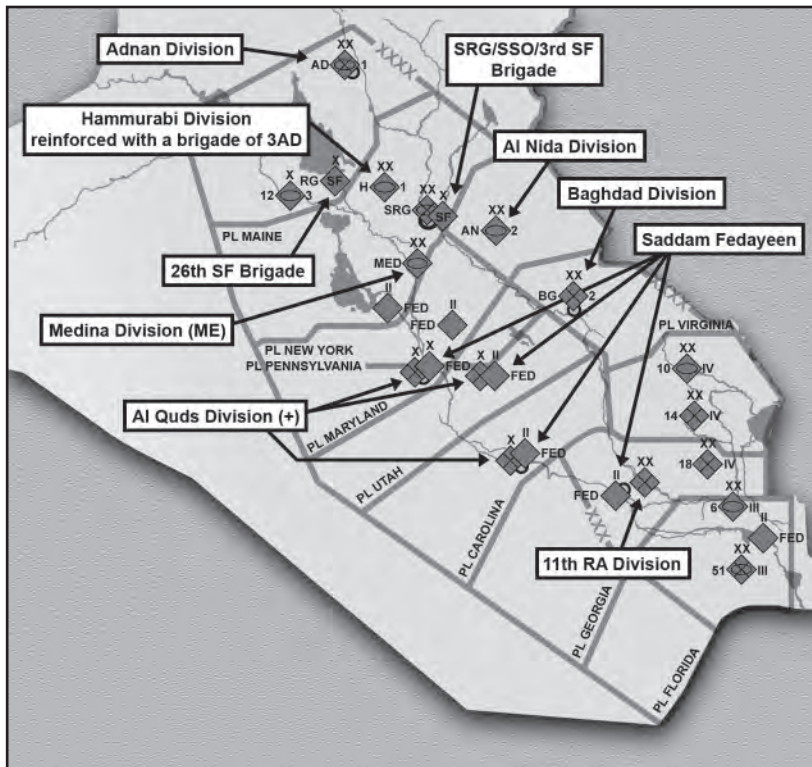 Adnan Division
SRG/SSO/3rd SF
Brigade
XX
AD 1
XXXX
Hammurabi Division
reinforced with a brigade of 3AD
Al Nida Division
X
RG SF
X
12 3
XX
H 1
XX X
SRG SF
XX
AN 2
Baghdad Division
PL MAINE
26th SF Brigade
Saddam Fedayeen
XX
MED
XX
BG 2
XXXX
Medina Division (ME)
II
FED
II
FED
PL VIRGINIA
PL NEW YORK
PL PENNSYLVANIA
X X
FED
X II
FED
XX
10 IV
Al Quds Division (+)
PL MARYLAND
XX
14 IV
PL UTAH
X II
FED
XX
18 IV
II
FED
XX
XX
6 III
PL CAROLINA
XXX
11th RA Division
II
FED
XX
51 III
PL GEORGIA
PL FLORIDA